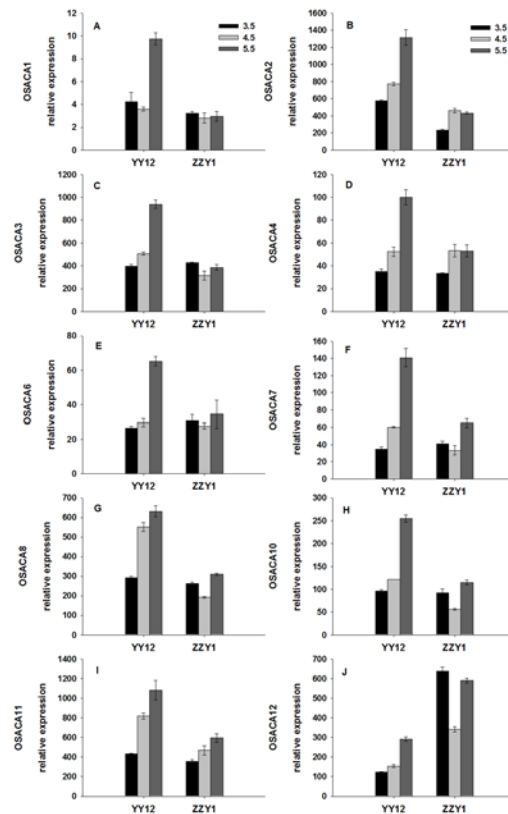 A
3.5
4.5
5.5
OSACA1
relative expression
12
10
8
6
4
2
0
YY12
ZZY1
B
3.5
4.5
5.5
OSACA2
relative expression
1600
1400
1200
1000
800
600
400
200
0
YY12
ZZY1
C
OSACA3
relative expression
1200
1000
800
600
400
200
0
YY12
ZZY1
D
OSACA4
relative expression
120
100
80
60
40
20
0
YY12
ZZY1
E
OSACA6
relative expression
80
60
40
20
0
YY12
ZZY1
F
OSACA7
relative expression
160
140
120
100
80
60
40
20
0
YY12
ZZY1
G
OSACA8
relative expression
700
600
500
400
300
200
100
0
YY12
ZZY1
H
OSACA10
relative expression
300
250
200
150
100
50
0
YY12
ZZY1
I
OSACA11
relative expression
1400
1200
1000
800
600
400
200
0
YY12
ZZY1
J
OSACA12
relative expression
700
600
500
400
300
200
100
0
YY12
ZZY1